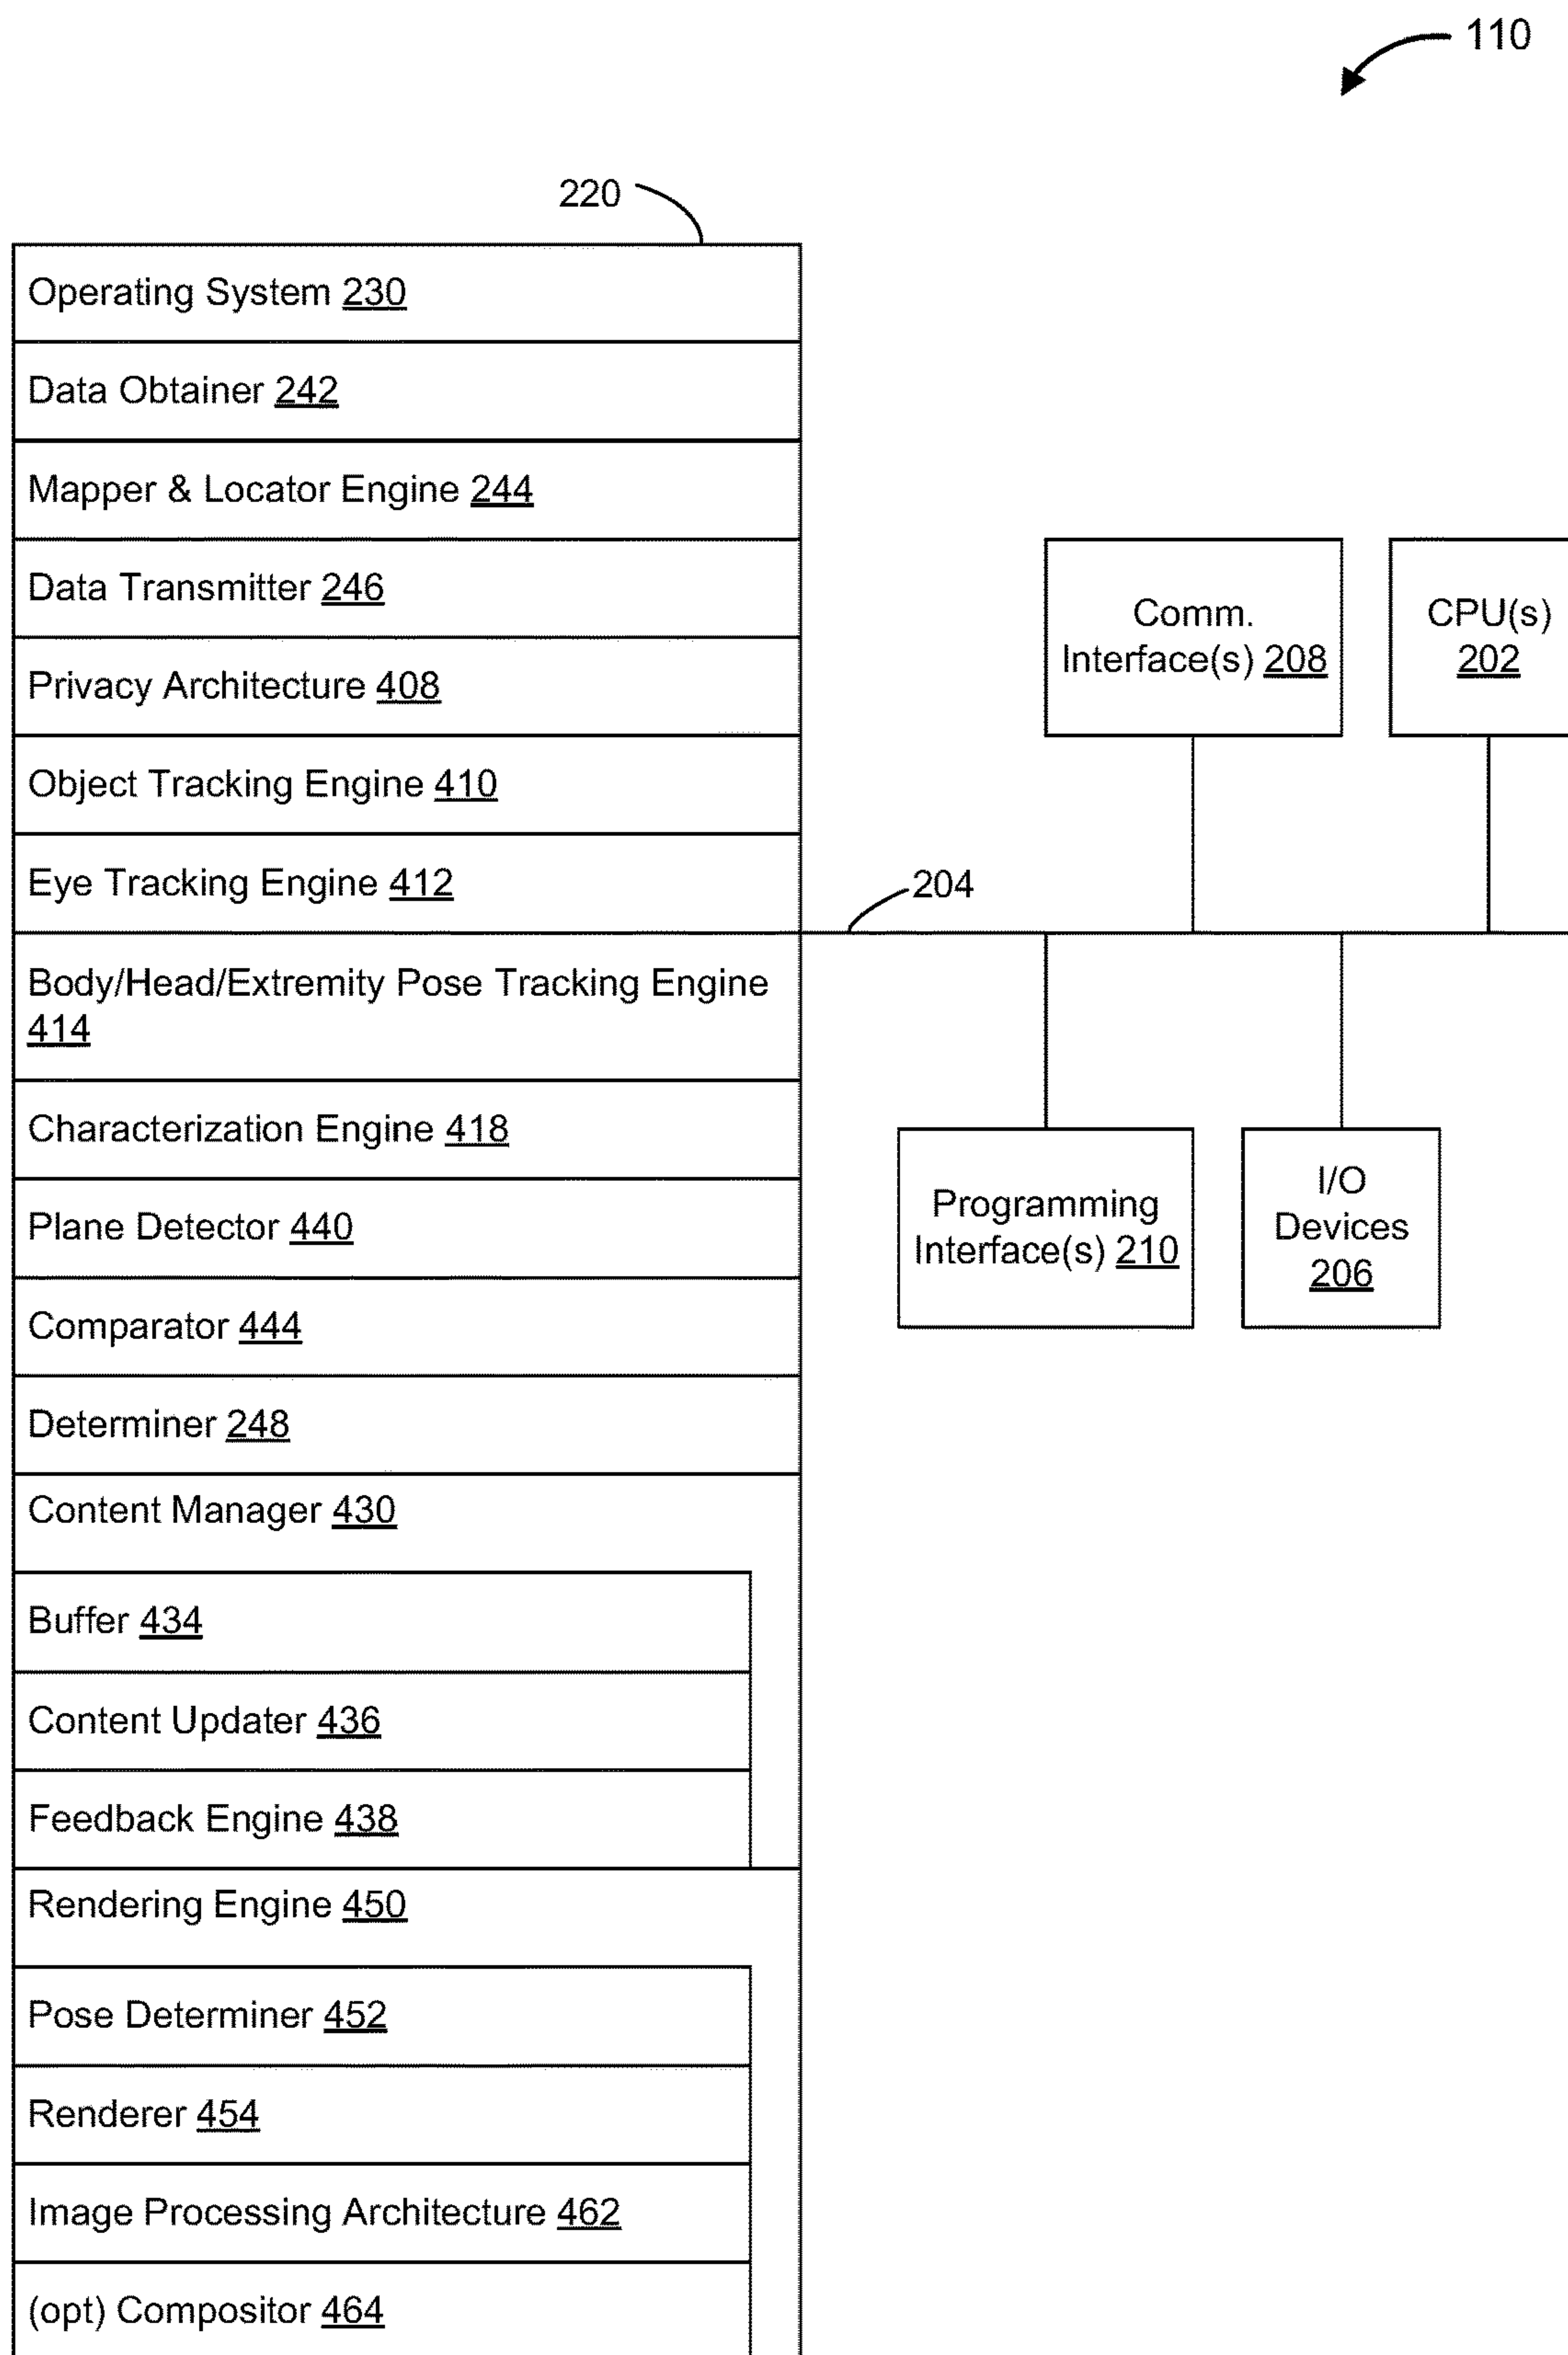 110
220
Operating System 230
Data Obtainer 242
Mapper & Locator Engine 244
Data Transmitter 246
Privacy Architecture 408
Object Tracking Engine 410
Eye Tracking Engine 412
Body/Head/Extremity Pose Tracking Engine
414
Characterization Engine 418
Plane Detector 440
Comparator 444
Determiner 248
Content Manager 430
Buffer 434
Content Updater 436
Feedback Engine 438
Rendering Engine 450
Pose Determiner 452
Renderer 454
Image Processing Architecture 462
(opt) Compositor 464
Comm.
Interface(s) 208
CPU(s)
202
204
Programming
Interface(s) 210
I/O
Devices
206